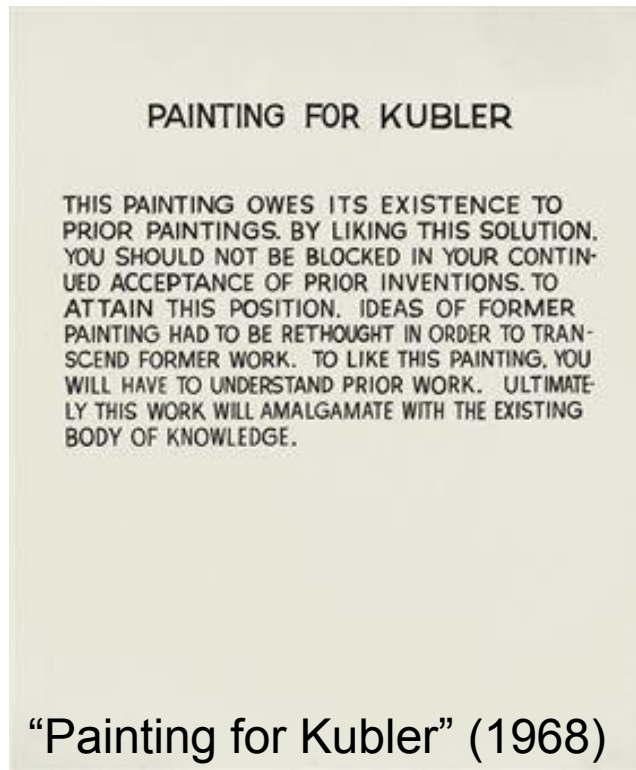 PAINTING FOR KUBLER
THIS PAINTING OWES ITS EXISTENCE TO
PRIOR PAINTINGS. BY LIKING THIS SOLUTION,
YOU SHOULD NOT BE BLOCKED IN YOUR CONTIN-
UED ACCEPTANCE OF PRIOR INVENTIONS. TO
ATTAIN THIS POSITION, IDEAS OF FORMER
PAINTING HAD TO BE RETHOUGHT IN ORDER TO TRAN-
SCEND FORMER WORK. TO LIKE THIS PAINTING, YOU
WILL HAVE TO UNDERSTAND PRIOR WORK. ULTIMATE-
LY THIS WORK WILL AMALGAMATE WITH THE EXISTING
BODY OF KNOWLEDGE.
“Painting for Kubler” (1968)